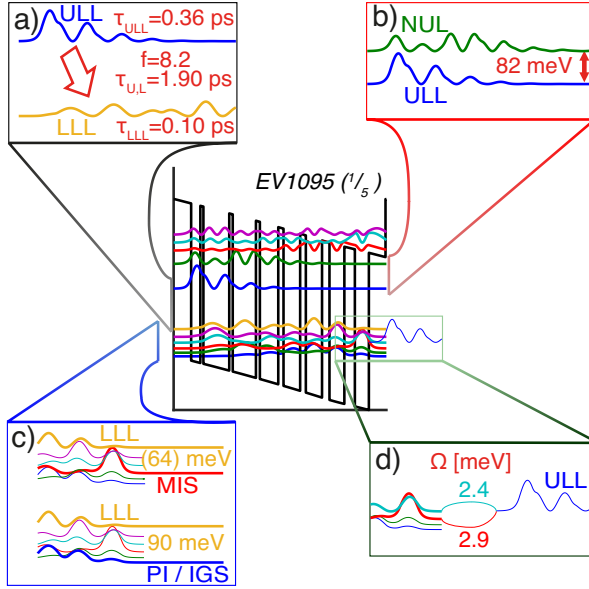 a)
ULL
τULL=0.36 ps
f=8.2
τU,L=1.90 ps
LLL
τLLL=0.10 ps
b)
NUL
82 meV
ULL
EV1095 (1/5)
c)
LLL
(64) meV
MIS
LLL
90 meV
PI / IGS
d)
Ω [meV]
ULL
2.4
2.9